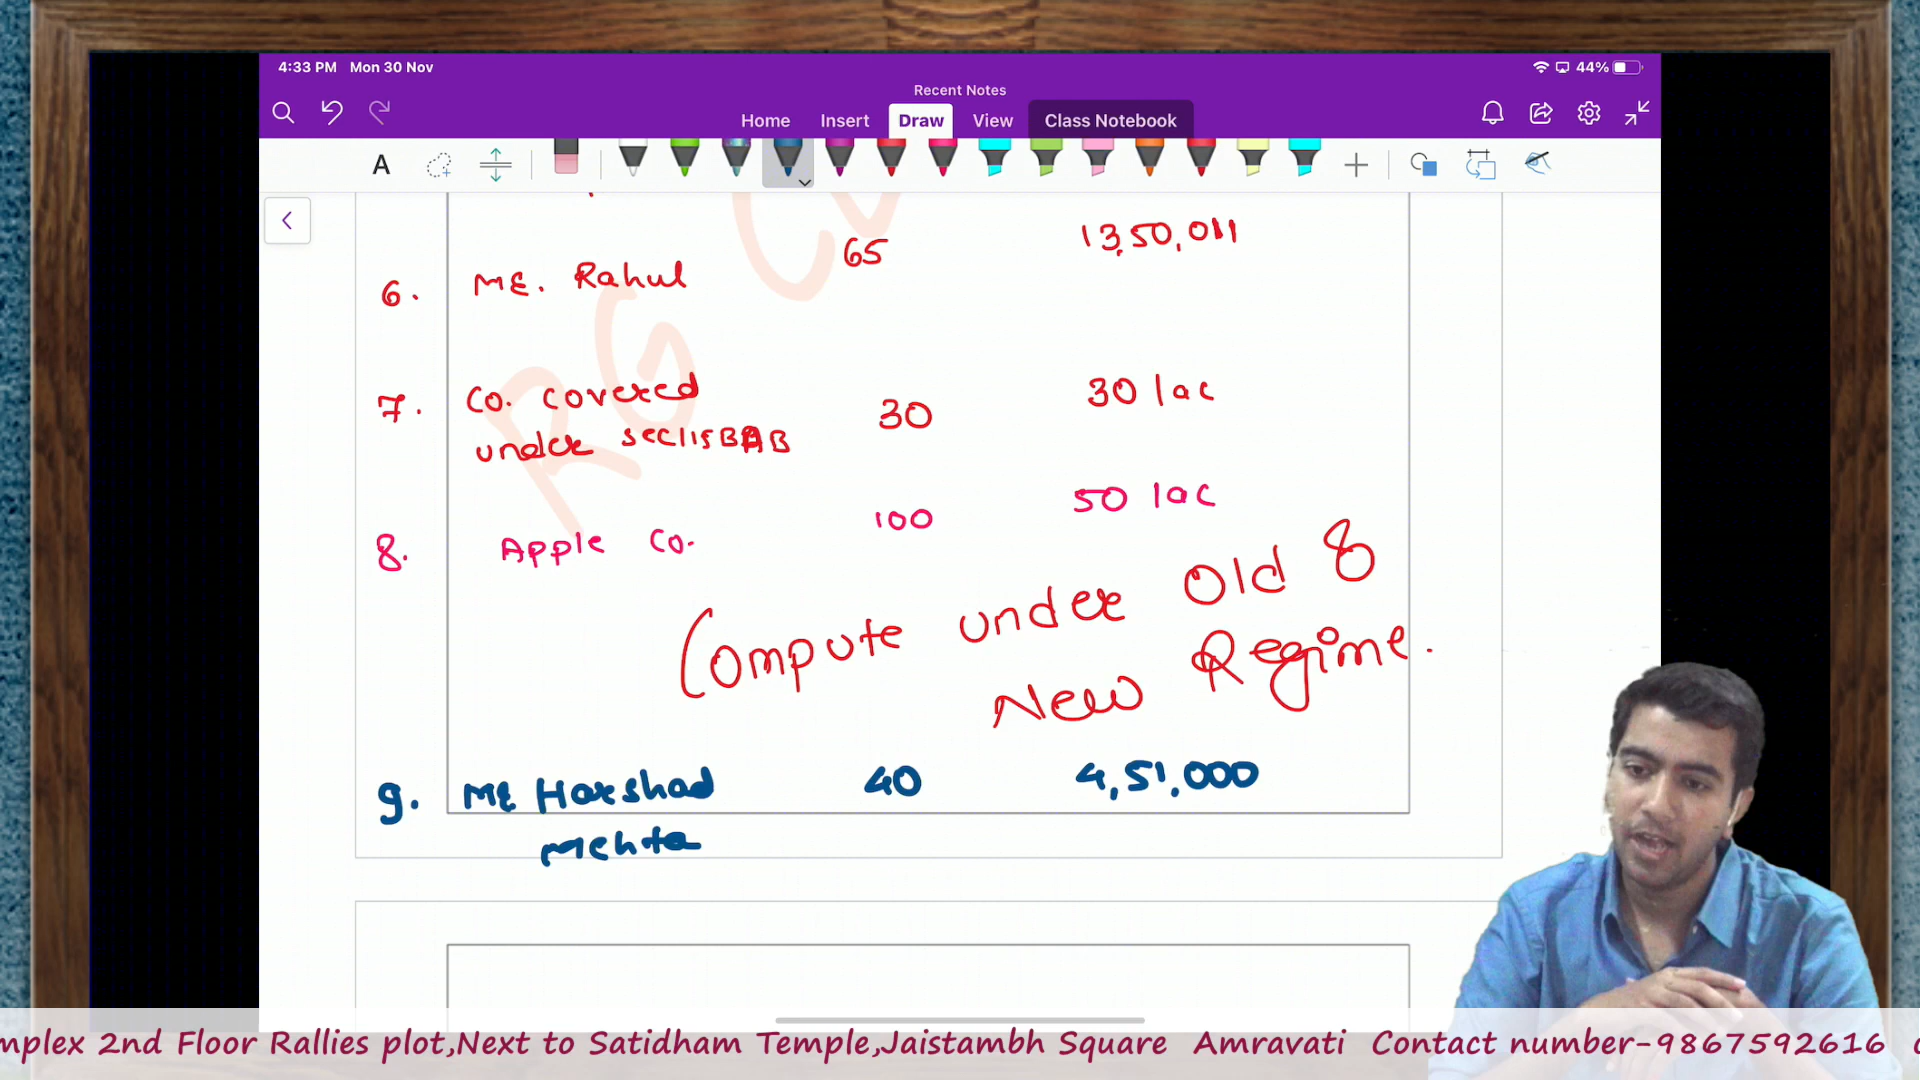 4:33 PM Mon 30 Nov
44%
Recent Notes
Home Insert Draw View Class Notebook
A
RG
6. Mr. Rahul 65 13,50,011
7. Co. covered 30 30 lac
under sec115BAB
8. Apple Co. 100 50 lac
Compute under Old &
New Regime.
9. Mr Harshad 40 4,51,000
Mehta
mplex 2nd Floor Rallies plot,Next to Satidham Temple,Jaistambh Square Amravati Contact number-9867592616